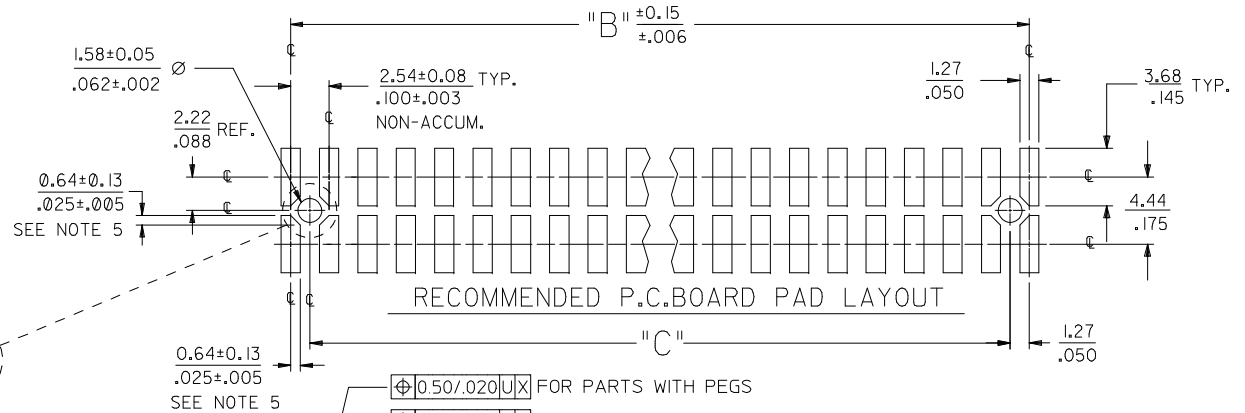 "B" ±0.15
±.006
1.58±0.05
.062±.002 Ø
2.54±0.08 TYP.
.100±.003
NON-ACCUM.
1.27
.050
3.68 TYP.
.145
2.22 REF.
.088
0.64±0.13
.025±.005
SEE NOTE 5
4.44
.175
RECOMMENDED P.C.BOARD PAD LAYOUT
"C"
1.27
.050
0.64±0.13
.025±.005
SEE NOTE 5
⌖ 0.50/.020 U X FOR PARTS WITH PEGS